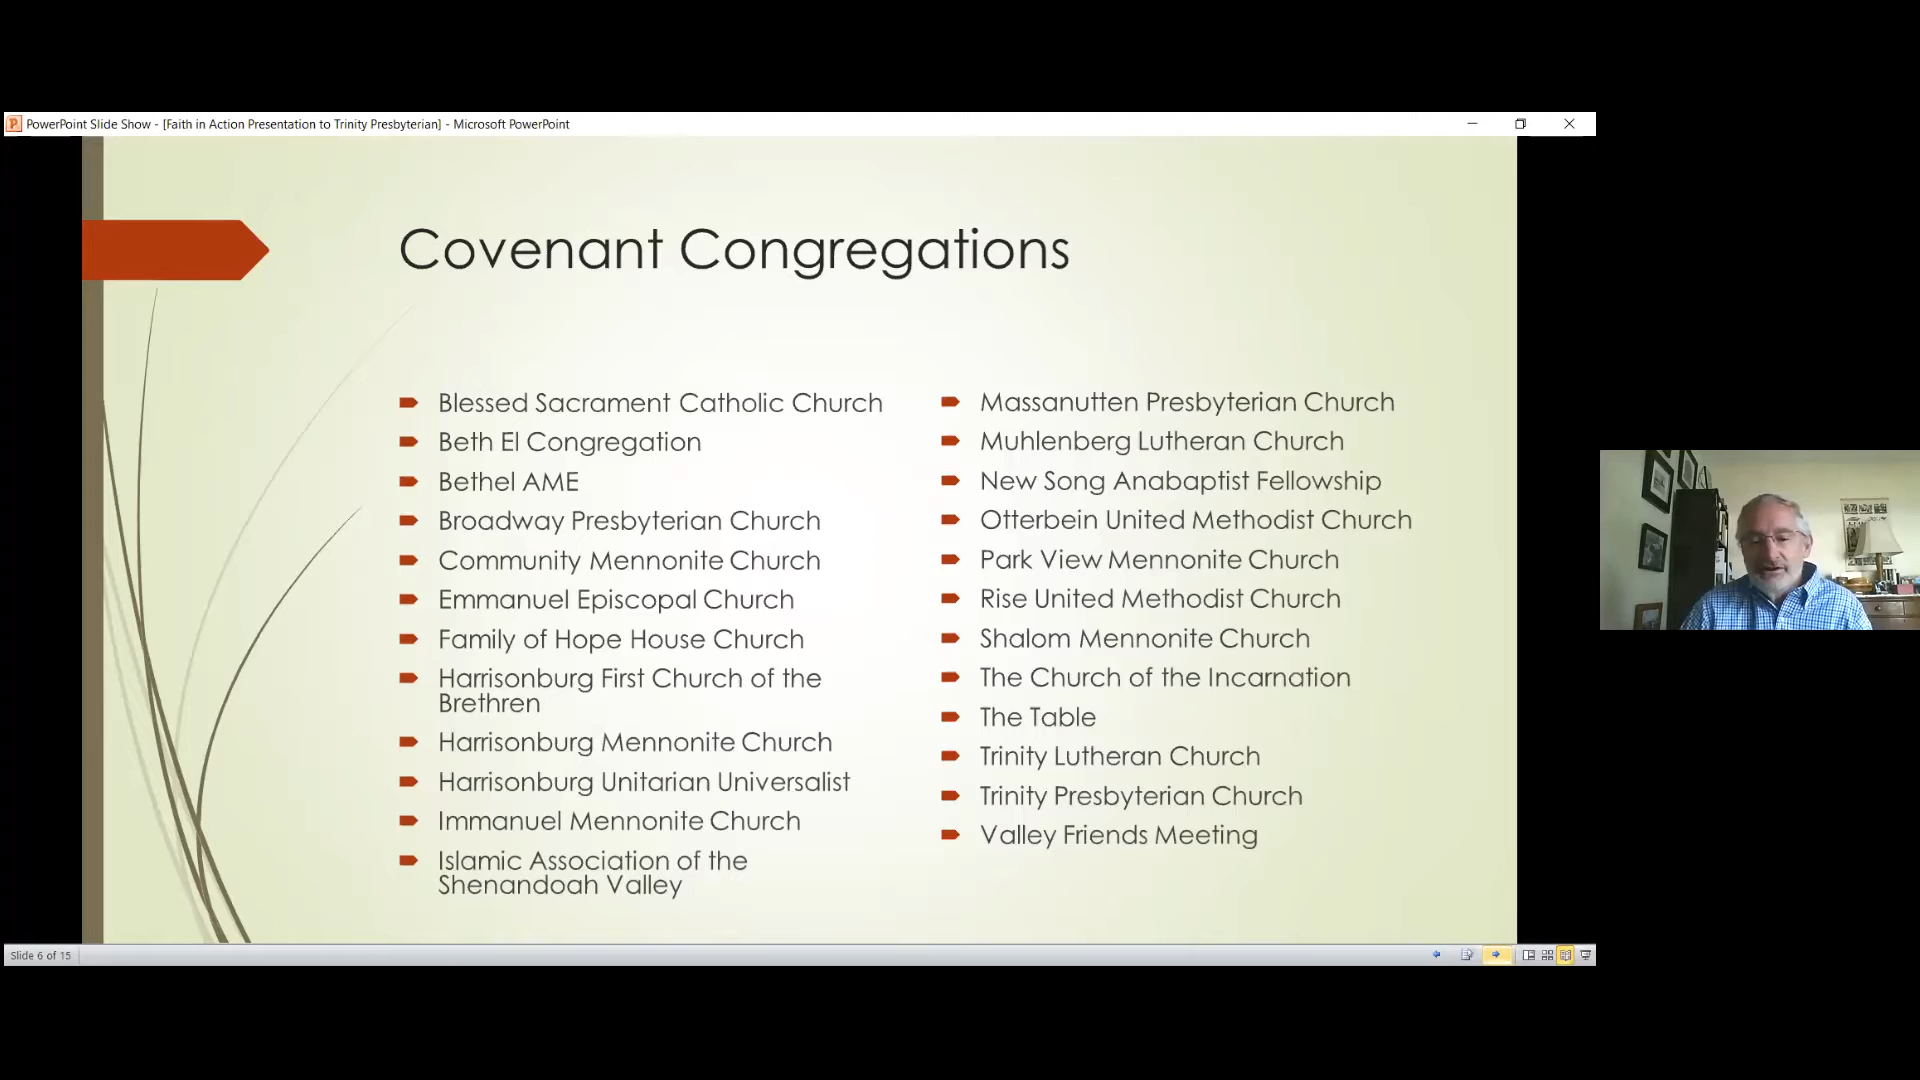 PowerPoint Slide Show - [Faith in Action Presentation to Trinity Presbyterian] - Microsoft PowerPoint
Covenant Congregations
Blessed Sacrament Catholic Church
Beth El Congregation
Bethel AME
Broadway Presbyterian Church
Community Mennonite Church
Emmanuel Episcopal Church
Family of Hope House Church
Harrisonburg First Church of the
Brethren
Harrisonburg Mennonite Church
Harrisonburg Unitarian Universalist
Immanuel Mennonite Church
Islamic Association of the
Shenandoah Valley
Massanutten Presbyterian Church
Muhlenberg Lutheran Church
New Song Anabaptist Fellowship
Otterbein United Methodist Church
Park View Mennonite Church
Rise United Methodist Church
Shalom Mennonite Church
The Church of the Incarnation
The Table
Trinity Lutheran Church
Trinity Presbyterian Church
Valley Friends Meeting
Slide 6 of 15